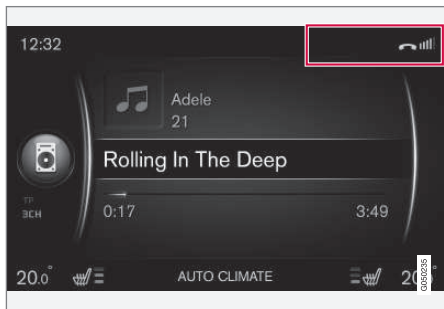 12:32
Adele
21
Rolling In The Deep
TP
3CH
0:17
3:49
20.0°
AUTO CLIMATE
20
G050235